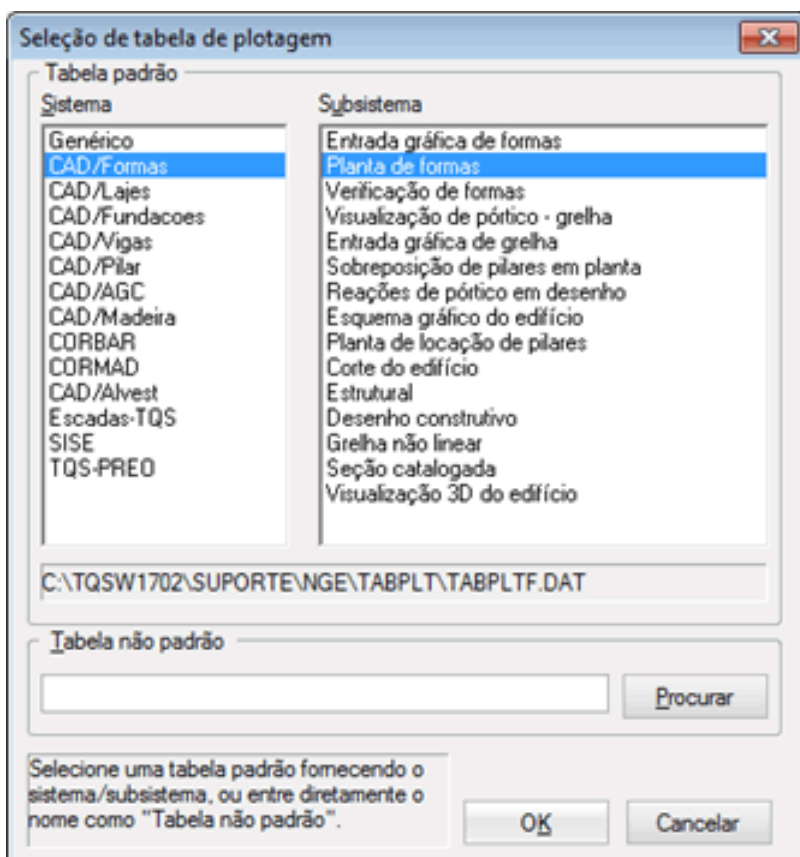 Seleção de tabela de plotagem
Tabela padrão
Sistema
Subsistema
Genérico
CAD/Formas
CAD/Lajes
CAD/Fundacoes
CAD/Vigas
CAD/Pilar
CAD/AGC
CAD/Madeira
CORBAR
CORMAD
CAD/Alvest
Escadas-TQS
SISE
TQS-PREO
Entrada gráfica de formas
Planta de formas
Verificação de formas
Visualização de pórtico - grelha
Entrada gráfica de grelha
Sobreposição de pilares em planta
Reações de pórtico em desenho
Esquema gráfico do edifício
Planta de locação de pilares
Corte do edifício
Estrutural
Desenho construtivo
Grelha não linear
Seção catalogada
Visualização 3D do edifício
C:\TQSW1702\SUPORTE\NGE\TABPLT\TABPLTF.DAT
Tabela não padrão
Procurar
Selecione uma tabela padrão fornecendo o
sistema/subsistema, ou entre diretamente o
nome como "Tabela não padrão".
OK
Cancelar